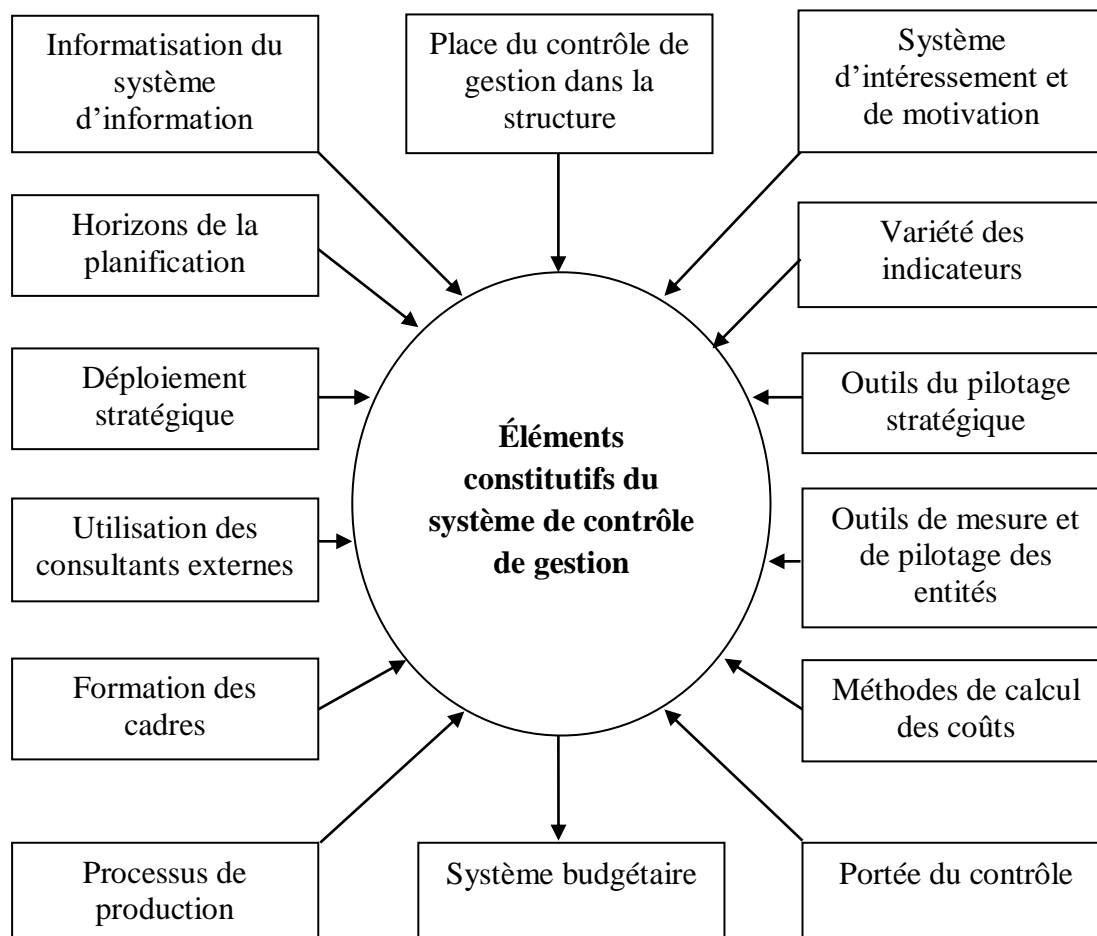 Informatisation du
système
d’information
Place du contrôle de
gestion dans la
structure
Système
d’intéressement et
de motivation
Horizons de la
planification
Variété des
indicateurs
Déploiement
stratégique
Outils du pilotage
stratégique
Éléments
constitutifs du
système de contrôle
de gestion
Utilisation des
consultants externes
Outils de mesure et
de pilotage des
entités
Formation des
cadres
Méthodes de calcul
des coûts
Processus de
production
Système budgétaire
Portée du contrôle